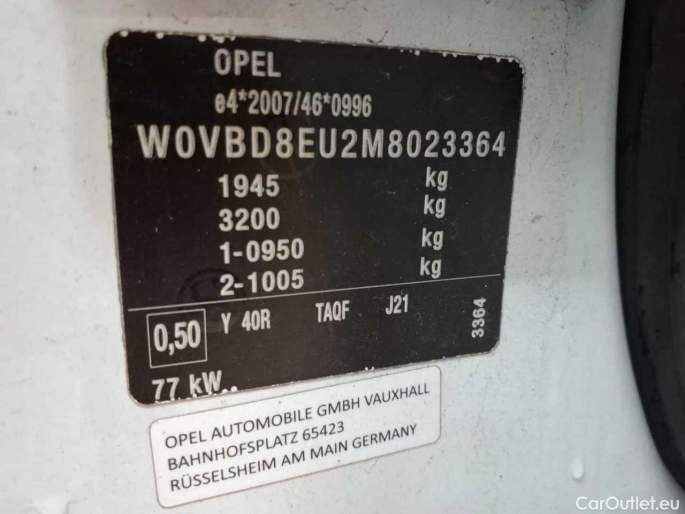 OPEL
e4*2007/46*0996
W0VBD8EU2M8023364
1945 kg
3200 kg
1-0950 kg
2-1005 kg
0,50 Y 40R TAQF J21 3364
77 kW
OPEL AUTOMOBILE GMBH VAUXHALL
BAHNHOFSPLATZ 65423
RÜSSELSHEIM AM MAIN GERMANY
CarOutlet.eu